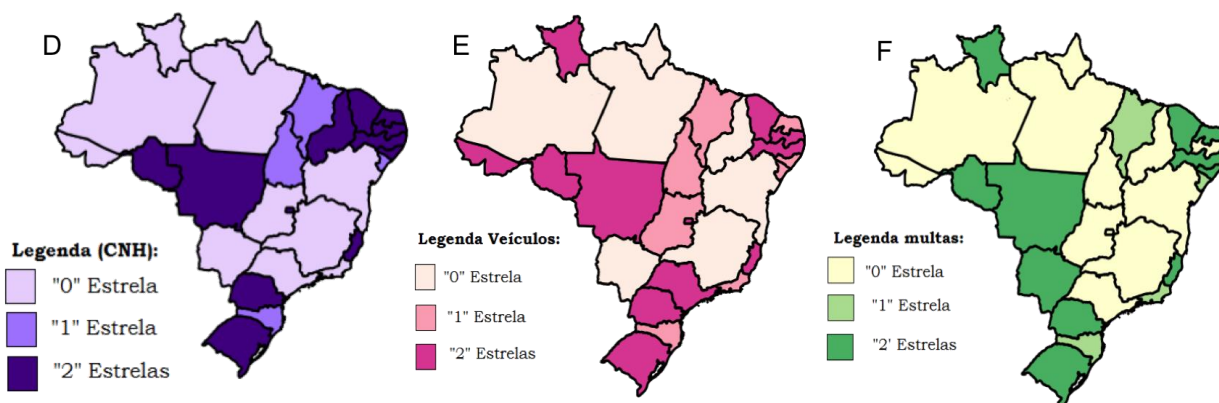 D
Legenda (CNH):
"0" Estrela
"1" Estrela
"2" Estrelas
E
Legenda Veículos:
"0" Estrela
"1" Estrela
"2" Estrelas
F
Legenda multas:
"0" Estrela
"1" Estrela
"2' Estrelas